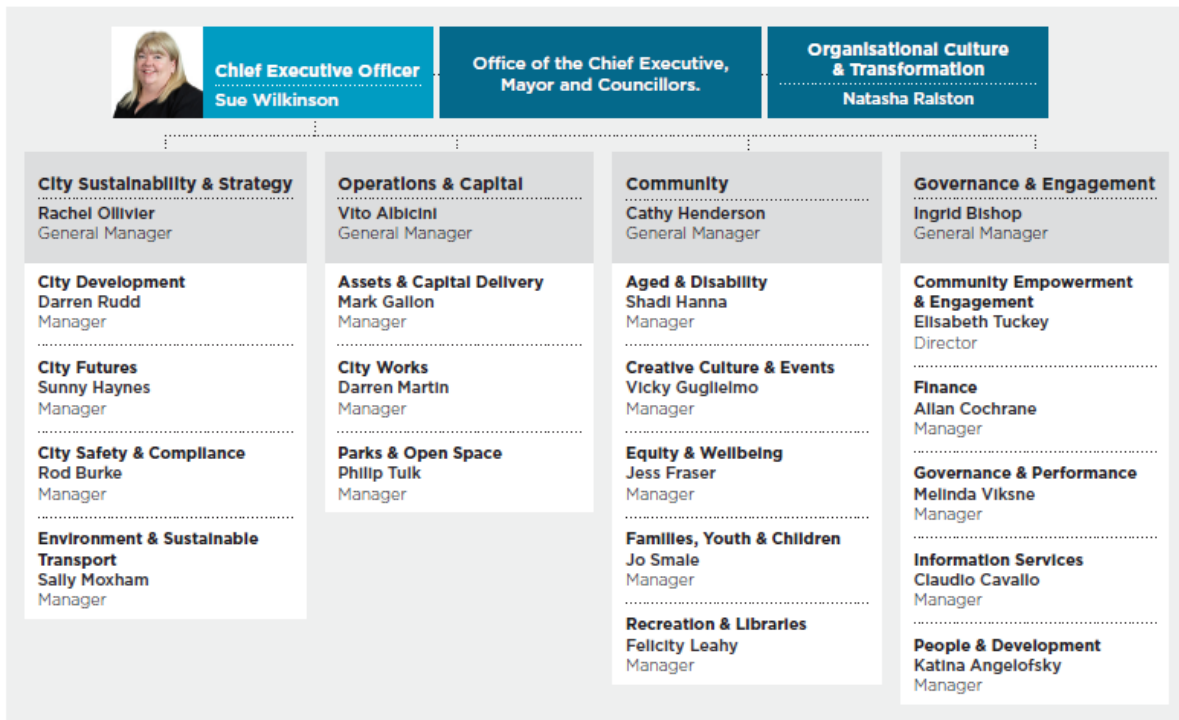 Chief Executive Officer
Sue Wilkinson
Office of the Chief Executive,
Mayor and Councillors.
Organisational Culture
& Transformation
Natasha Ralston
City Sustainability & Strategy
Rachel Ollivier
General Manager
City Development
Darren Rudd
Manager
City Futures
Sunny Haynes
Manager
City Safety & Compliance
Rod Burke
Manager
Environment & Sustainable
Transport
Sally Moxham
Manager
Operations & Capital
Vito Albicini
General Manager
Assets & Capital Delivery
Mark Gallon
Manager
City Works
Darren Martin
Manager
Parks & Open Space
Philip Tulk
Manager
Community
Cathy Henderson
General Manager
Aged & Disability
Shadi Hanna
Manager
Creative Culture & Events
Vicky Guglielmo
Manager
Equity & Wellbeing
Jess Fraser
Manager
Families, Youth & Children
Jo Smale
Manager
Recreation & Libraries
Felicity Leahy
Manager
Governance & Engagement
Ingrid Bishop
General Manager
Community Empowerment
& Engagement
Elisabeth Tuckey
Director
Finance
Allan Cochrane
Manager
Governance & Performance
Melinda Viksne
Manager
Information Services
Claudio Cavallo
Manager
People & Development
Katina Angelofsky
Manager